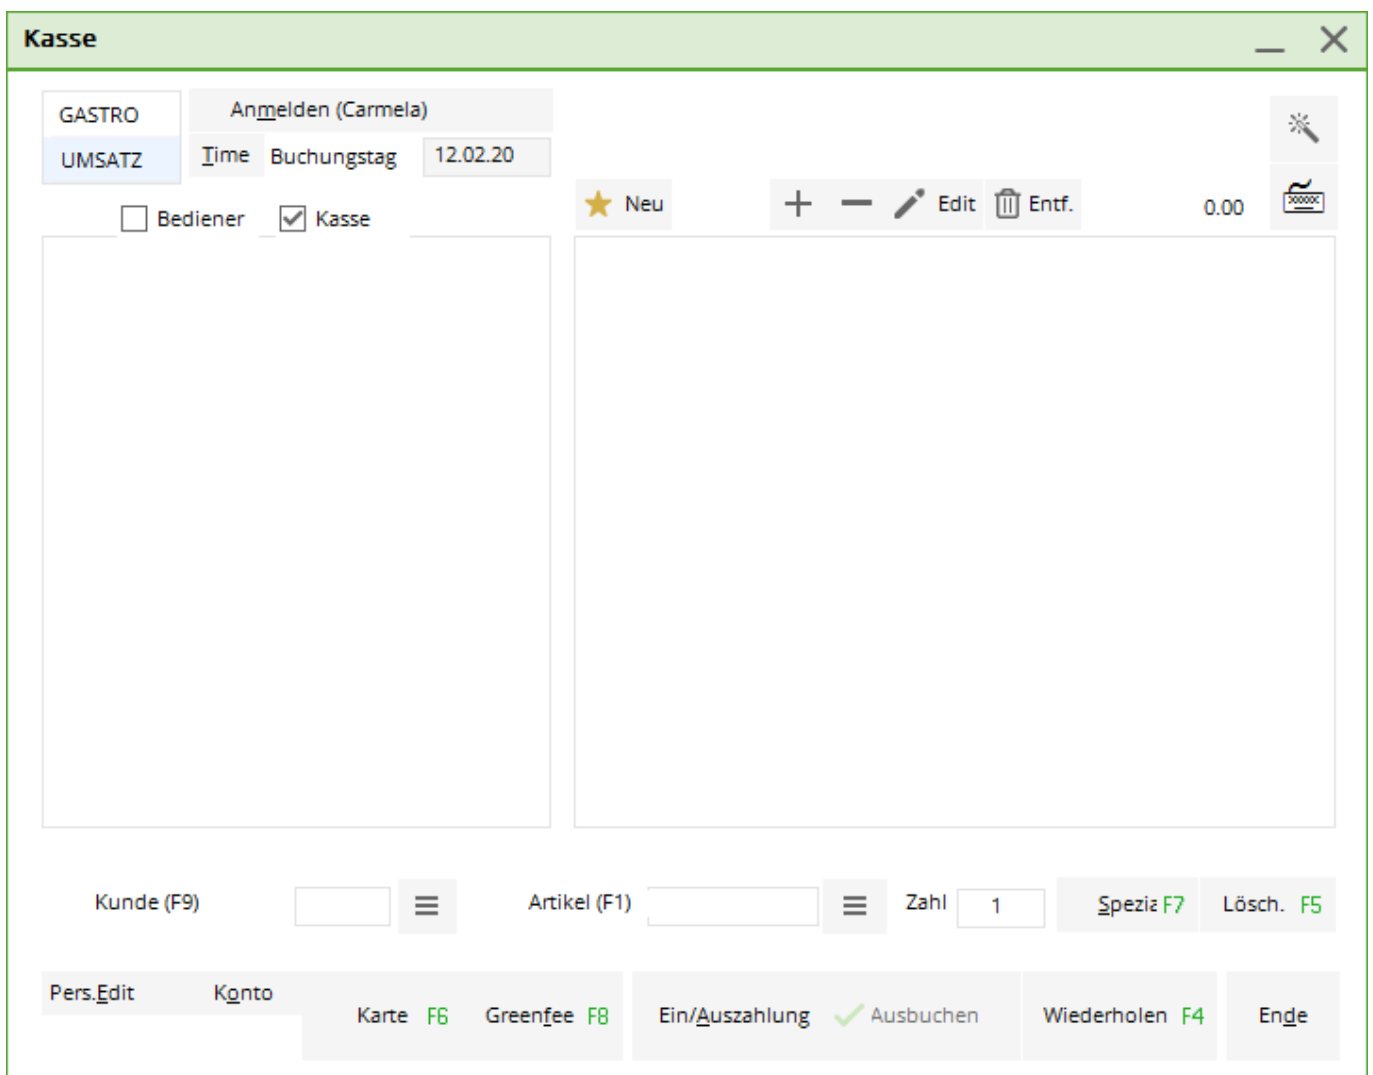 Kasse
GASTRO
Anmelden (Carmela)
UMSATZ
Time
Buchungstag
12.02.20
Neu
Edit
Entf.
0.00
Bediener
Kasse
Kunde (F9)
Artikel (F1)
Zahl
1
Spezia F7
Lösch. F5
Pers.Edit
Konto
Karte F6
Greenfee F8
Ein/Auszahlung
Ausbuchen
Wiederholen F4
Ende